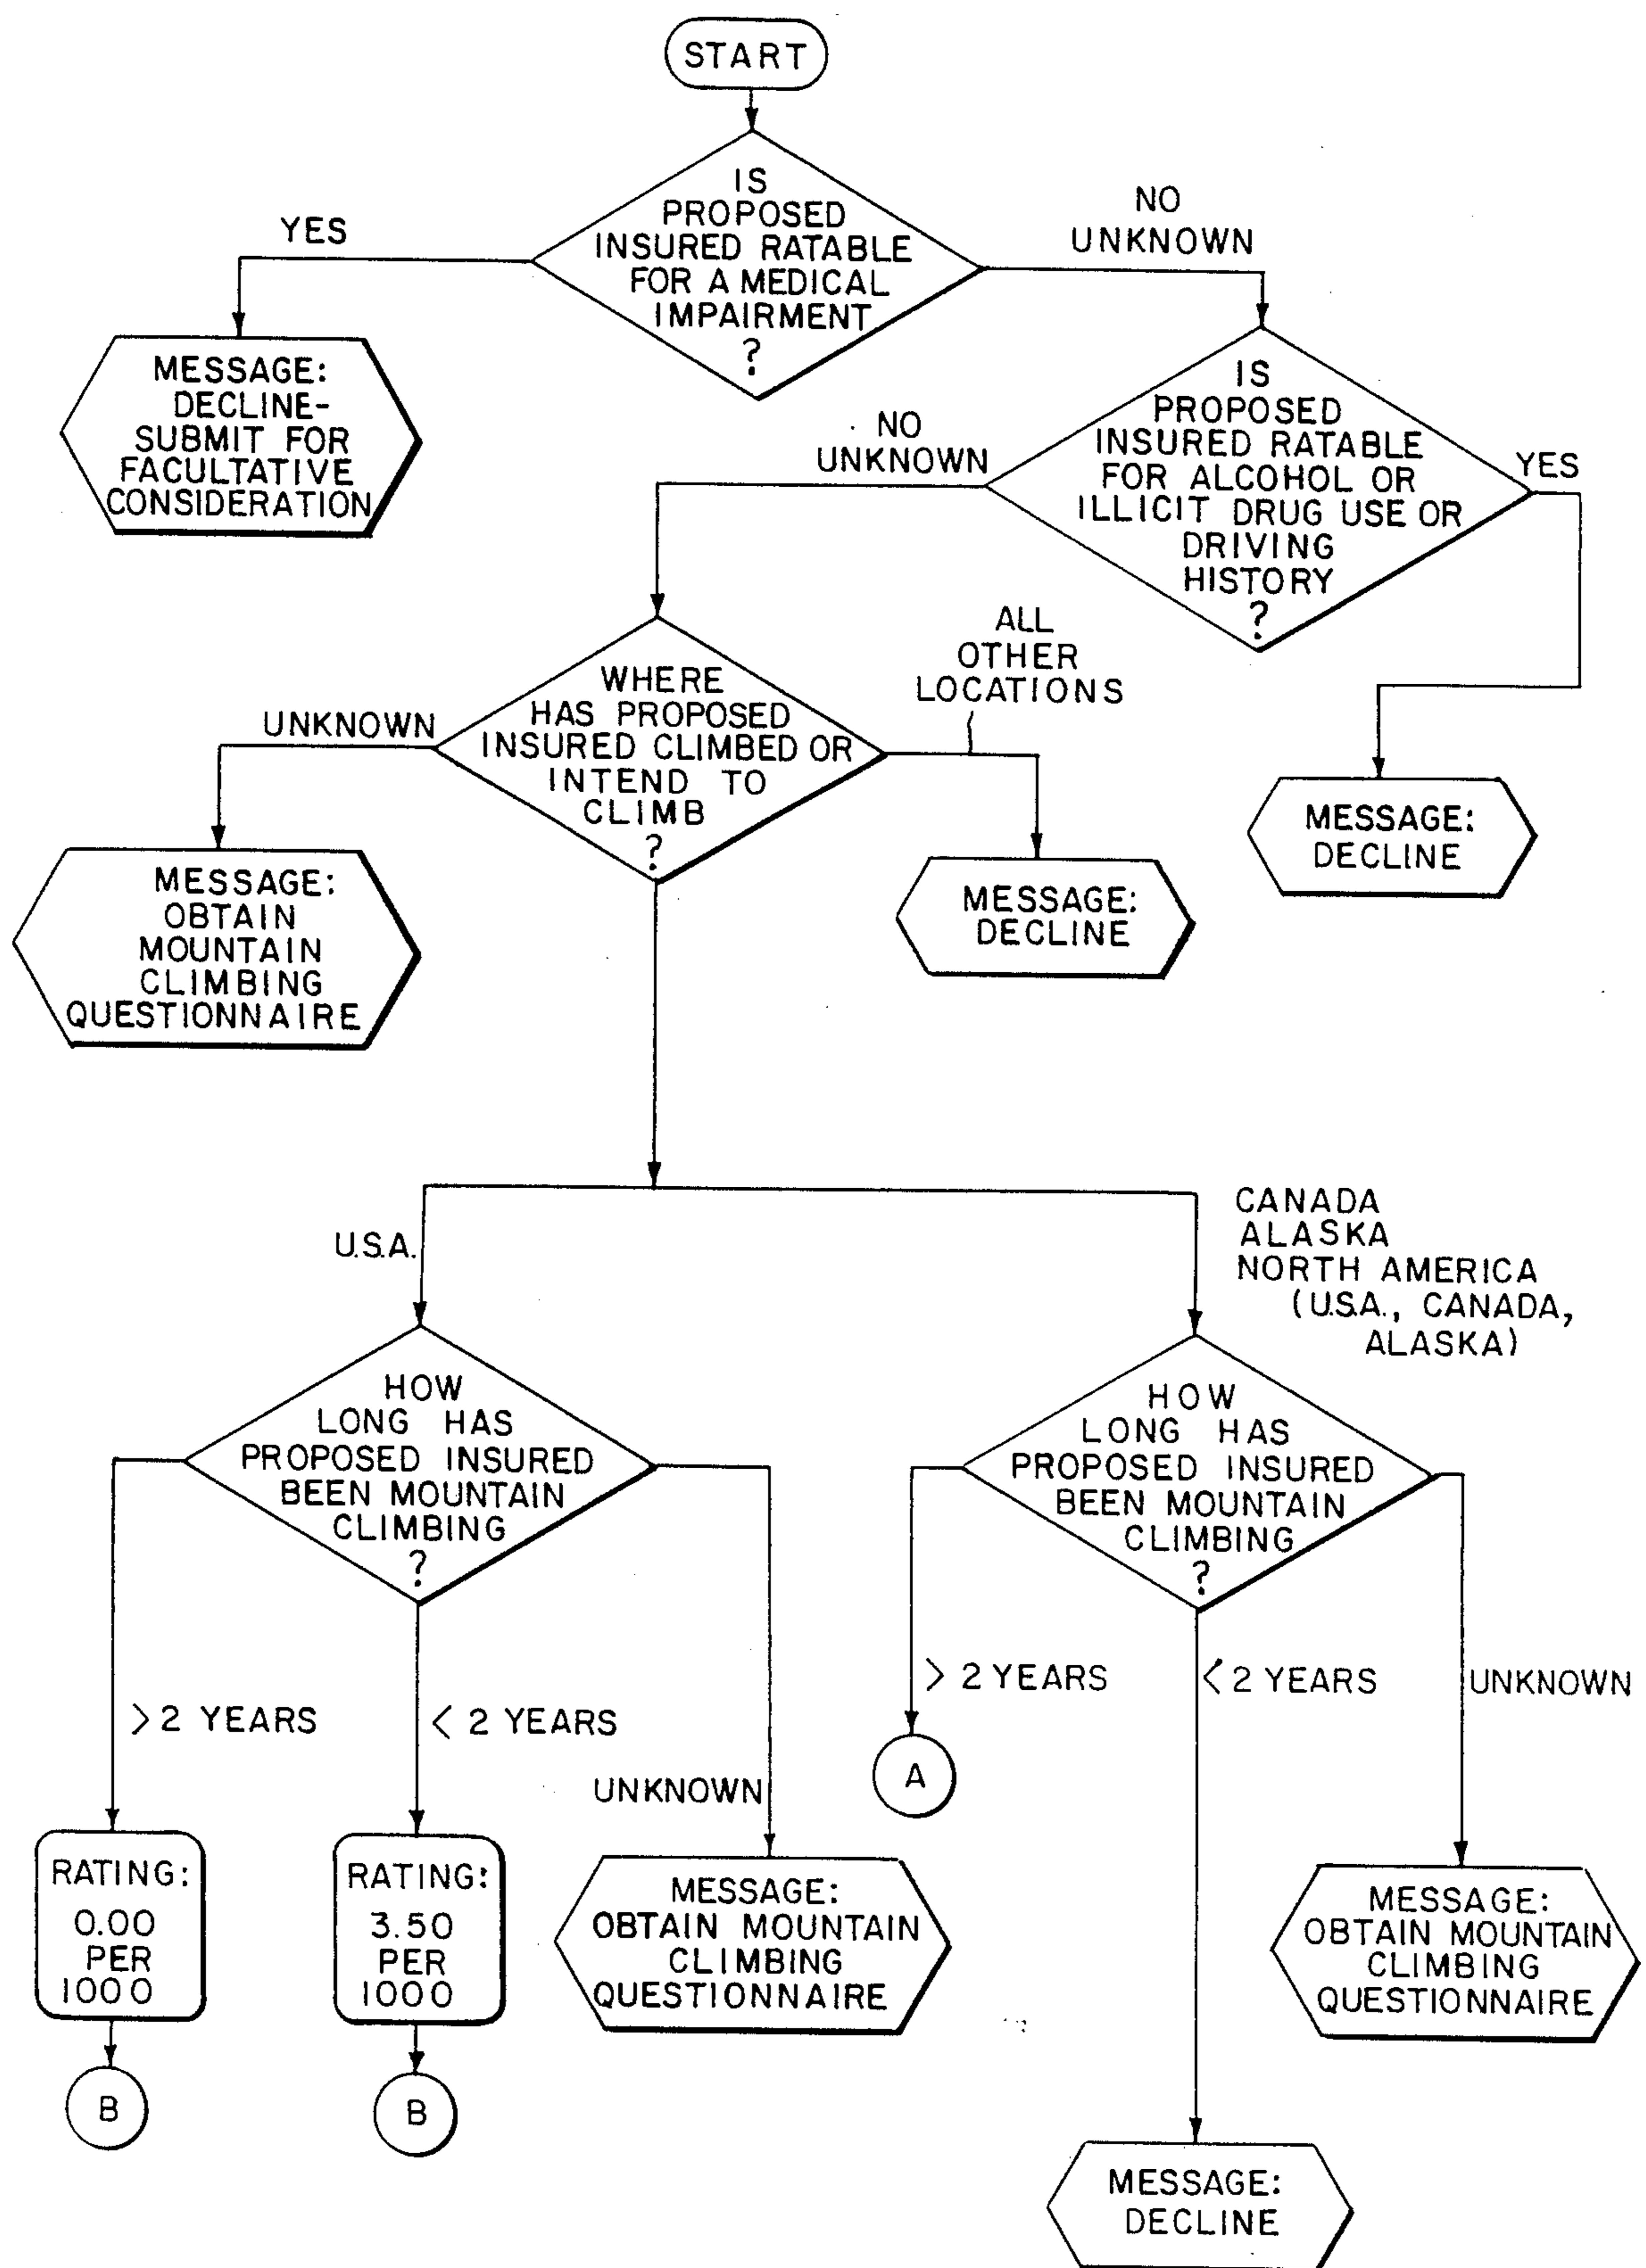 START
IS
PROPOSED
INSURED RATABLE
FOR A MEDICAL
IMPAIRMENT
?
YES
NO
UNKNOWN
MESSAGE:
DECLINE-
SUBMIT FOR
FACULTATIVE
CONSIDERATION
IS
PROPOSED
INSURED RATABLE
FOR ALCOHOL OR
ILLICIT DRUG USE OR
DRIVING
HISTORY
?
NO
UNKNOWN
YES
MESSAGE:
DECLINE
WHERE
HAS PROPOSED
INSURED CLIMBED OR
INTEND TO
CLIMB
?
UNKNOWN
ALL
OTHER
LOCATIONS
MESSAGE:
OBTAIN
MOUNTAIN
CLIMBING
QUESTIONNAIRE
MESSAGE:
DECLINE
U.S.A.
CANADA
ALASKA
NORTH AMERICA
(U.S.A., CANADA,
ALASKA)
HOW
LONG HAS
PROPOSED INSURED
BEEN MOUNTAIN
CLIMBING
?
> 2 YEARS
< 2 YEARS
UNKNOWN
RATING:
0.00
PER
1000
B
RATING:
3.50
PER
1000
B
MESSAGE:
OBTAIN MOUNTAIN
CLIMBING
QUESTIONNAIRE
HOW
LONG HAS
PROPOSED INSURED
BEEN MOUNTAIN
CLIMBING
?
> 2 YEARS
< 2 YEARS
UNKNOWN
A
MESSAGE:
OBTAIN MOUNTAIN
CLIMBING
QUESTIONNAIRE
MESSAGE:
DECLINE